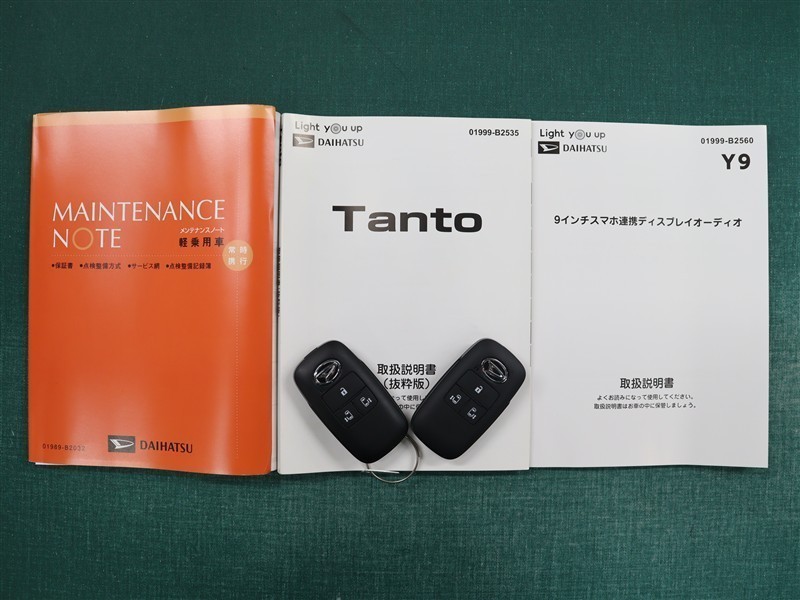 MAINTENANCE
NOTE
メンテナンスノート
軽乗用車
常時
携行
●保証書 ●点検整備方式 ●サービス網 ●点検整備記録簿
DAIHATSU
Light you up
DAIHATSU
01999-B2535
Tanto
取扱説明書
(抜粋版)
Light you up
DAIHATSU
01999-B2560
Y9
9インチスマホ連携ディスプレイオーディオ
取扱説明書
よくお読みになって使用してください。
取扱説明書はお車の中に保管しましょう。